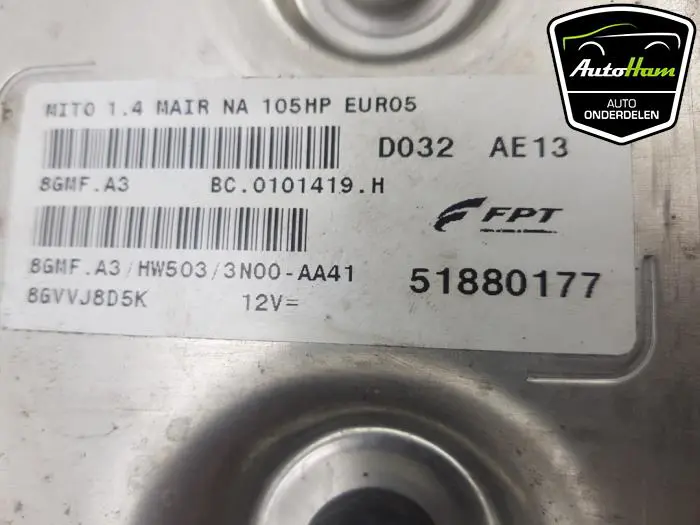 AutoHam
AUTO
ONDERDELEN
MITO 1.4 MAIR NA 105HP EURO5
D032 AE13
8GMF.A3 BC.0101419.H
FPT
8GMF.A3/HW503/3N00-AA41
51880177
8GVVJ8D5K 12V=